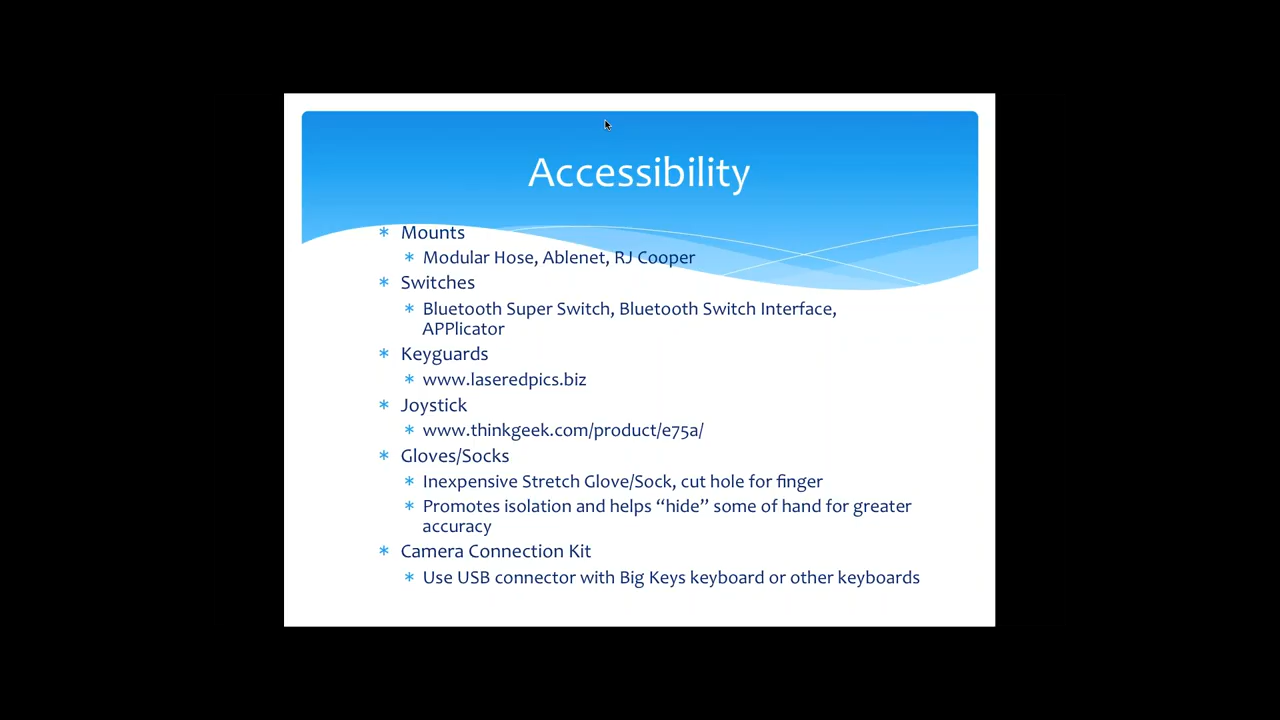 Accessibility
* Mounts
* Modular Hose, Ablenet, RJ Cooper
* Switches
* Bluetooth Super Switch, Bluetooth Switch Interface,
APPlicator
* Keyguards
* www.laseredpics.biz
* Joystick
* www.thinkgeek.com/product/e75a/
* Gloves/Socks
* Inexpensive Stretch Glove/Sock, cut hole for finger
* Promotes isolation and helps “hide” some of hand for greater
accuracy
* Camera Connection Kit
* Use USB connector with Big Keys keyboard or other keyboards